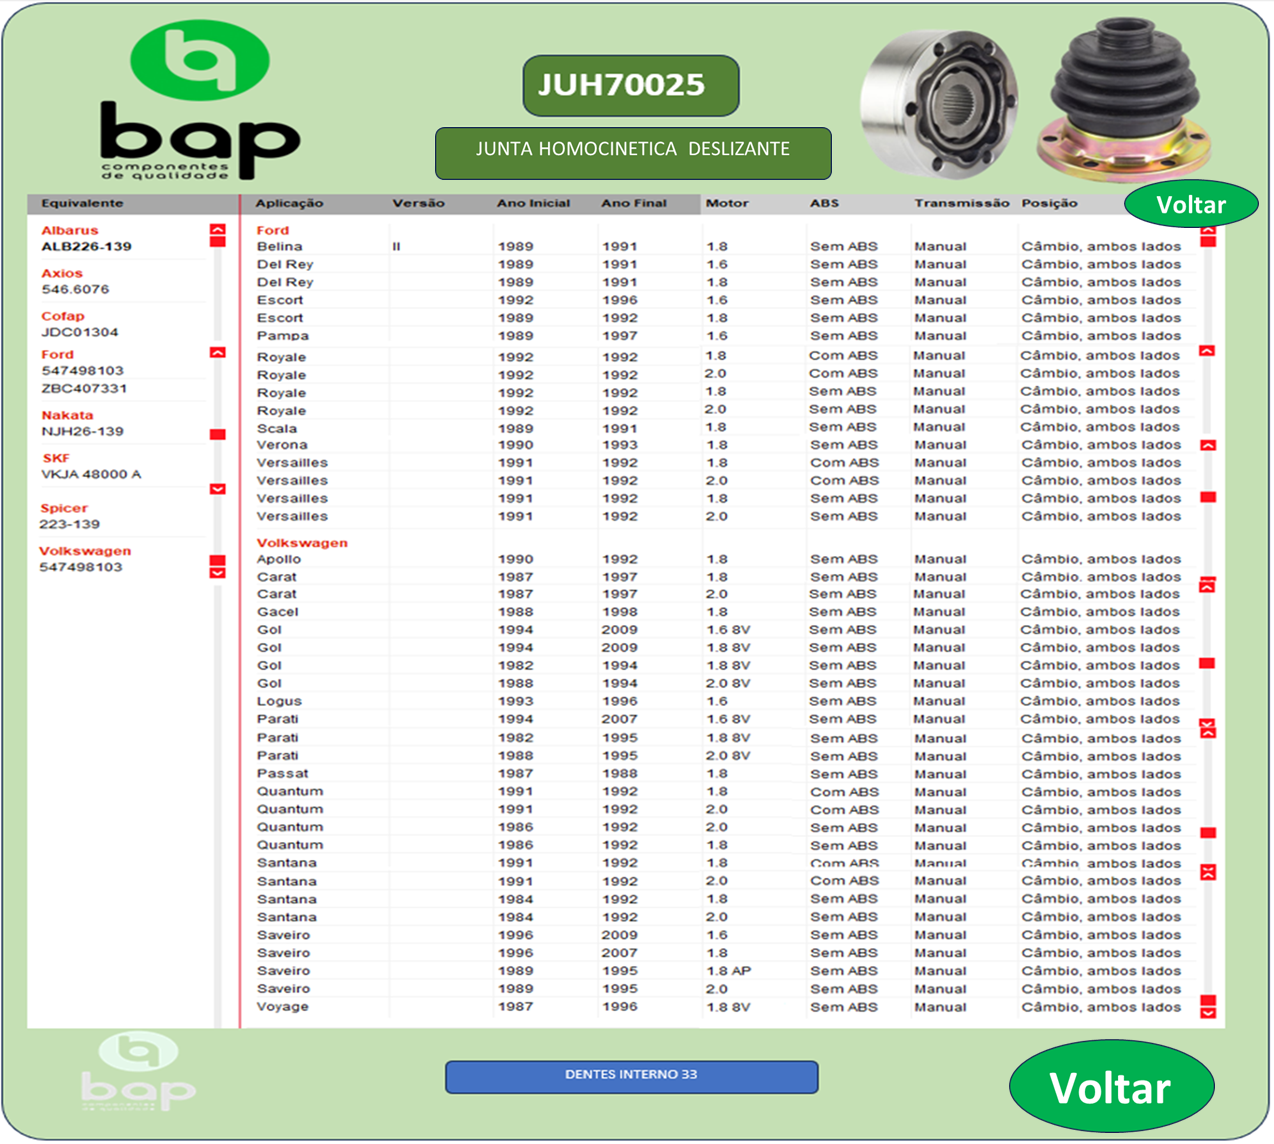 bap
componentes
de qualidade
JUH70025
JUNTA HOMOCINETICA DESLIZANTE
Voltar
Equivalente
Albarus
ALB226-139
Axios
546.6076
Cofap
JDC01304
Ford
547498103
ZBC407331
Nakata
NJH26-139
SKF
VKJA 48000 A
Spicer
223-139
Volkswagen
547498103
Aplicação Versão Ano Inicial Ano Final Motor ABS Transmissão Posição
Ford
Belina II 1989 1991 1.8 Sem ABS Manual Câmbio, ambos lados
Del Rey 1989 1991 1.6 Sem ABS Manual Câmbio, ambos lados
Del Rey 1989 1991 1.8 Sem ABS Manual Câmbio, ambos lados
Escort 1992 1996 1.6 Sem ABS Manual Câmbio, ambos lados
Escort 1989 1992 1.8 Sem ABS Manual Câmbio, ambos lados
Pampa 1989 1997 1.6 Sem ABS Manual Câmbio, ambos lados
Royale 1992 1992 1.8 Com ABS Manual Câmbio, ambos lados
Royale 1992 1992 2.0 Com ABS Manual Câmbio, ambos lados
Royale 1992 1992 1.8 Sem ABS Manual Câmbio, ambos lados
Royale 1992 1992 2.0 Sem ABS Manual Câmbio, ambos lados
Scala 1989 1991 1.8 Sem ABS Manual Câmbio, ambos lados
Verona 1990 1993 1.8 Sem ABS Manual Câmbio, ambos lados
Versailles 1991 1992 1.8 Com ABS Manual Câmbio, ambos lados
Versailles 1991 1992 2.0 Com ABS Manual Câmbio, ambos lados
Versailles 1991 1992 1.8 Sem ABS Manual Câmbio, ambos lados
Versailles 1991 1992 2.0 Sem ABS Manual Câmbio, ambos lados
Volkswagen
Apollo 1990 1992 1.8 Sem ABS Manual Câmbio, ambos lados
Carat 1987 1997 1.8 Sem ABS Manual Câmbio, ambos lados
Carat 1987 1997 2.0 Sem ABS Manual Câmbio, ambos lados
Gacel 1988 1998 1.8 Sem ABS Manual Câmbio, ambos lados
Gol 1994 2009 1.6 8V Sem ABS Manual Câmbio, ambos lados
Gol 1994 2009 1.8 8V Sem ABS Manual Câmbio, ambos lados
Gol 1982 1994 1.8 8V Sem ABS Manual Câmbio, ambos lados
Gol 1988 1994 2.0 8V Sem ABS Manual Câmbio, ambos lados
Logus 1993 1996 1.6 Sem ABS Manual Câmbio, ambos lados
Parati 1994 2007 1.6 8V Sem ABS Manual Câmbio, ambos lados
Parati 1982 1995 1.8 8V Sem ABS Manual Câmbio, ambos lados
Parati 1988 1995 2.0 8V Sem ABS Manual Câmbio, ambos lados
Passat 1987 1988 1.8 Sem ABS Manual Câmbio, ambos lados
Quantum 1991 1992 1.8 Com ABS Manual Câmbio, ambos lados
Quantum 1991 1992 2.0 Com ABS Manual Câmbio, ambos lados
Quantum 1986 1992 2.0 Sem ABS Manual Câmbio, ambos lados
Quantum 1986 1992 1.8 Sem ABS Manual Câmbio, ambos lados
Santana 1991 1992 1.8 Com ABS Manual Câmbio, ambos lados
Santana 1991 1992 2.0 Com ABS Manual Câmbio, ambos lados
Santana 1984 1992 1.8 Sem ABS Manual Câmbio, ambos lados
Santana 1984 1992 2.0 Sem ABS Manual Câmbio, ambos lados
Saveiro 1996 2009 1.6 Sem ABS Manual Câmbio, ambos lados
Saveiro 1996 2007 1.8 Sem ABS Manual Câmbio, ambos lados
Saveiro 1989 1995 1.8 AP Sem ABS Manual Câmbio, ambos lados
Saveiro 1989 1995 2.0 Sem ABS Manual Câmbio, ambos lados
Voyage 1987 1996 1.8 8V Sem ABS Manual Câmbio, ambos lados
bap
componentes
de qualidade
DENTES INTERNO 33
Voltar